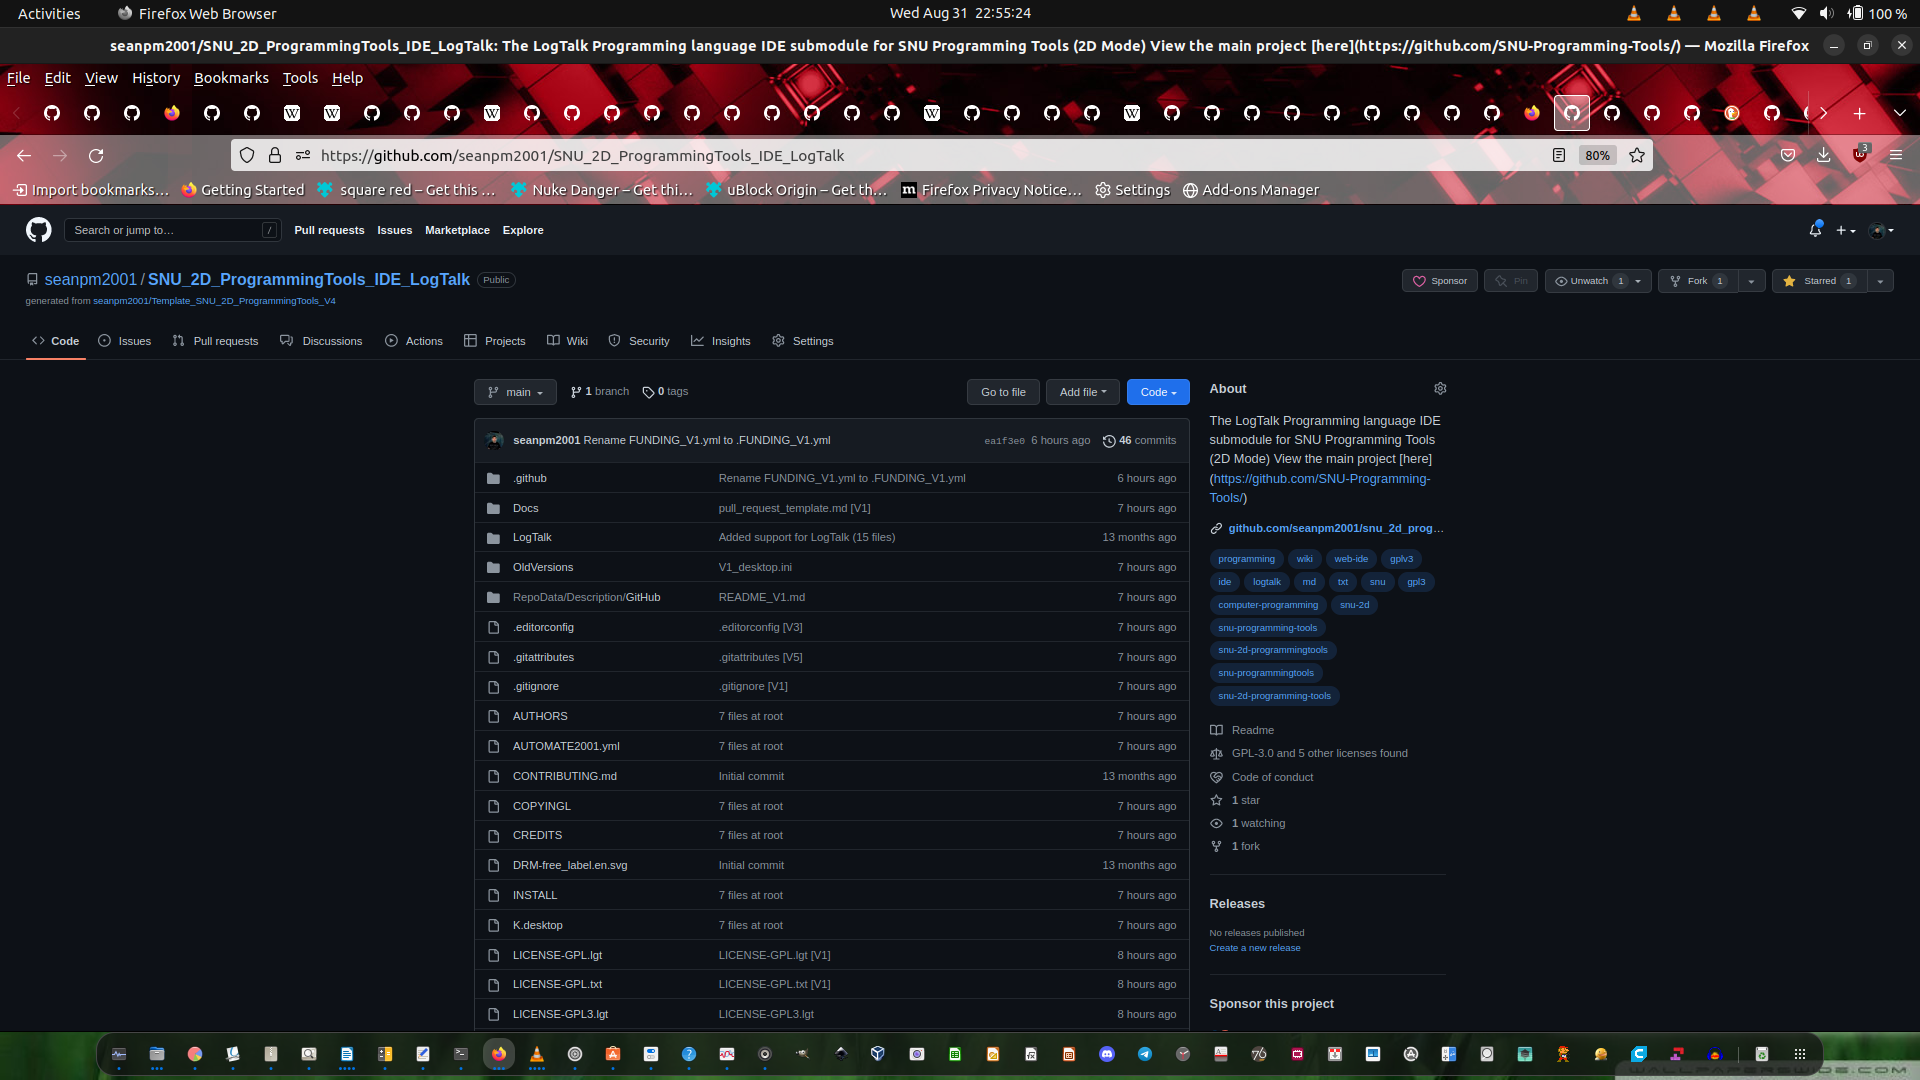 Activities
Firefox Web Browser
Wed Aug 31 22:55:24
100 %
seanpm2001/SNU_2D_ProgrammingTools_IDE_LogTalk: The LogTalk Programming language IDE submodule for SNU Programming Tools (2D Mode) View the main project [here](https://github.com/SNU-Programming-Tools/) — Mozilla Firefox
File Edit View History Bookmarks Tools Help
https://github.com/seanpm2001/SNU_2D_ProgrammingTools_IDE_LogTalk
80%
3
Import bookmarks… Getting Started square red – Get this … Nuke Danger – Get thi… uBlock Origin – Get th… Firefox Privacy Notice… Settings Add-ons Manager
Search or jump to… /
Pull requests Issues Marketplace Explore
seanpm2001 / SNU_2D_ProgrammingTools_IDE_LogTalk Public
generated from seanpm2001/Template_SNU_2D_ProgrammingTools_V4
Sponsor Pin Unwatch 1 Fork 1 Starred 1
Code Issues Pull requests Discussions Actions Projects Wiki Security Insights Settings
main 1 branch 0 tags Go to file Add file Code
seanpm2001 Rename FUNDING_V1.yml to .FUNDING_V1.yml ea1f3e0 6 hours ago 46 commits
.github Rename FUNDING_V1.yml to .FUNDING_V1.yml 6 hours ago
Docs pull_request_template.md [V1] 7 hours ago
LogTalk Added support for LogTalk (15 files) 13 months ago
OldVersions V1_desktop.ini 7 hours ago
RepoData/Description/GitHub README_V1.md 7 hours ago
.editorconfig .editorconfig [V3] 7 hours ago
.gitattributes .gitattributes [V5] 7 hours ago
.gitignore .gitignore [V1] 7 hours ago
AUTHORS 7 files at root 7 hours ago
AUTOMATE2001.yml 7 files at root 7 hours ago
CONTRIBUTING.md Initial commit 13 months ago
COPYINGL 7 files at root 7 hours ago
CREDITS 7 files at root 7 hours ago
DRM-free_label.en.svg Initial commit 13 months ago
INSTALL 7 files at root 7 hours ago
K.desktop 7 files at root 7 hours ago
LICENSE-GPL.lgt LICENSE-GPL.lgt [V1] 8 hours ago
LICENSE-GPL.txt LICENSE-GPL.txt [V1] 8 hours ago
LICENSE-GPL3.lgt LICENSE-GPL3.lgt 8 hours ago
About
The LogTalk Programming language IDE
submodule for SNU Programming Tools
(2D Mode) View the main project [here]
(https://github.com/SNU-Programming-
Tools/)
github.com/seanpm2001/snu_2d_prog…
programming wiki web-ide gplv3
ide logtalk md txt snu gpl3
computer-programming snu-2d
snu-programming-tools
snu-2d-programmingtools
snu-programmingtools
snu-2d-programming-tools
Readme
GPL-3.0 and 5 other licenses found
Code of conduct
1 star
1 watching
1 fork
Releases
No releases published
Create a new release
Sponsor this project
WALLPAPERSWIDE.COM